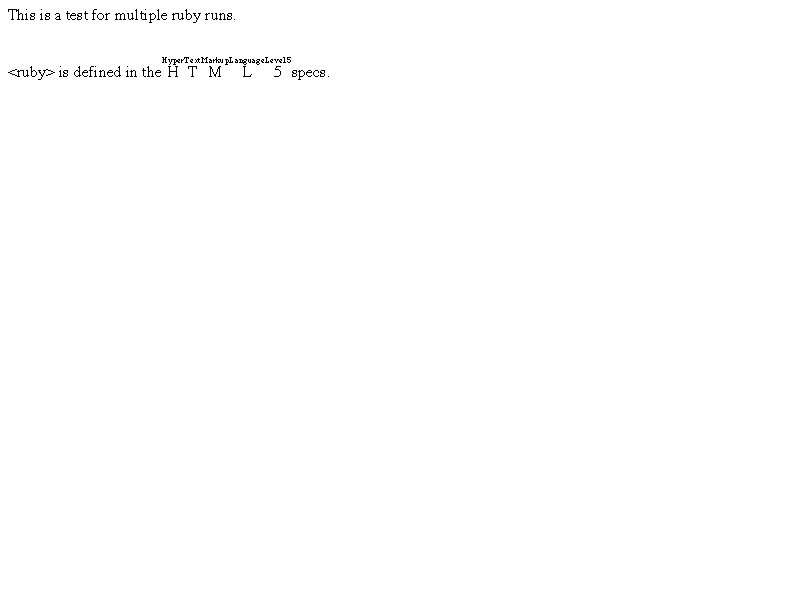 This is a test for multiple ruby runs.
HyperTextMarkupLanguageLevel5
<ruby> is defined in the H T M L 5 specs.